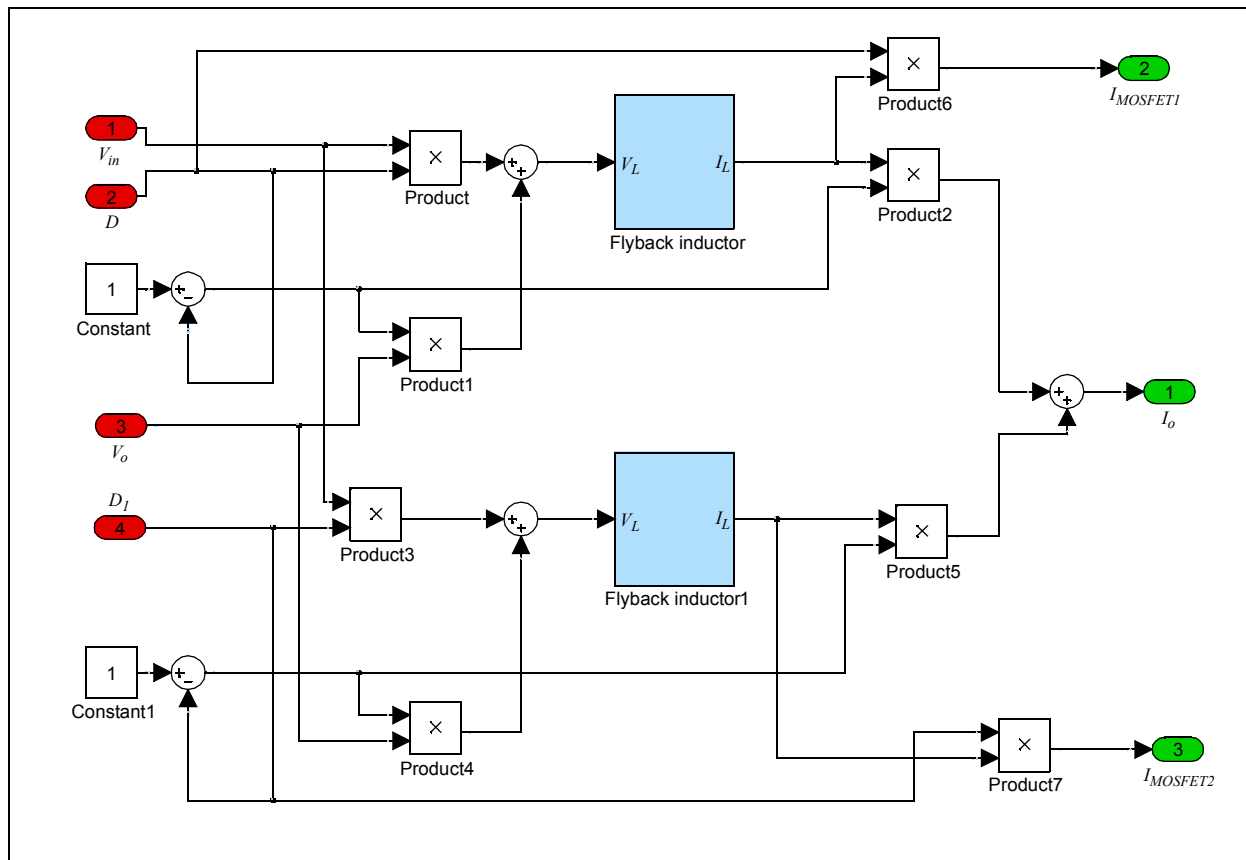 ×
Product6
2
I_MOSFET1
1
V_in
×
Product
+
+
V_L
I_L
Flyback inductor
×
Product2
2
D
1
Constant
+
-
×
Product1
3
V_o
+
+
1
I_o
D_1
4
×
Product3
+
+
V_L
I_L
Flyback inductor1
×
Product5
1
Constant1
+
-
×
Product4
×
Product7
3
I_MOSFET2